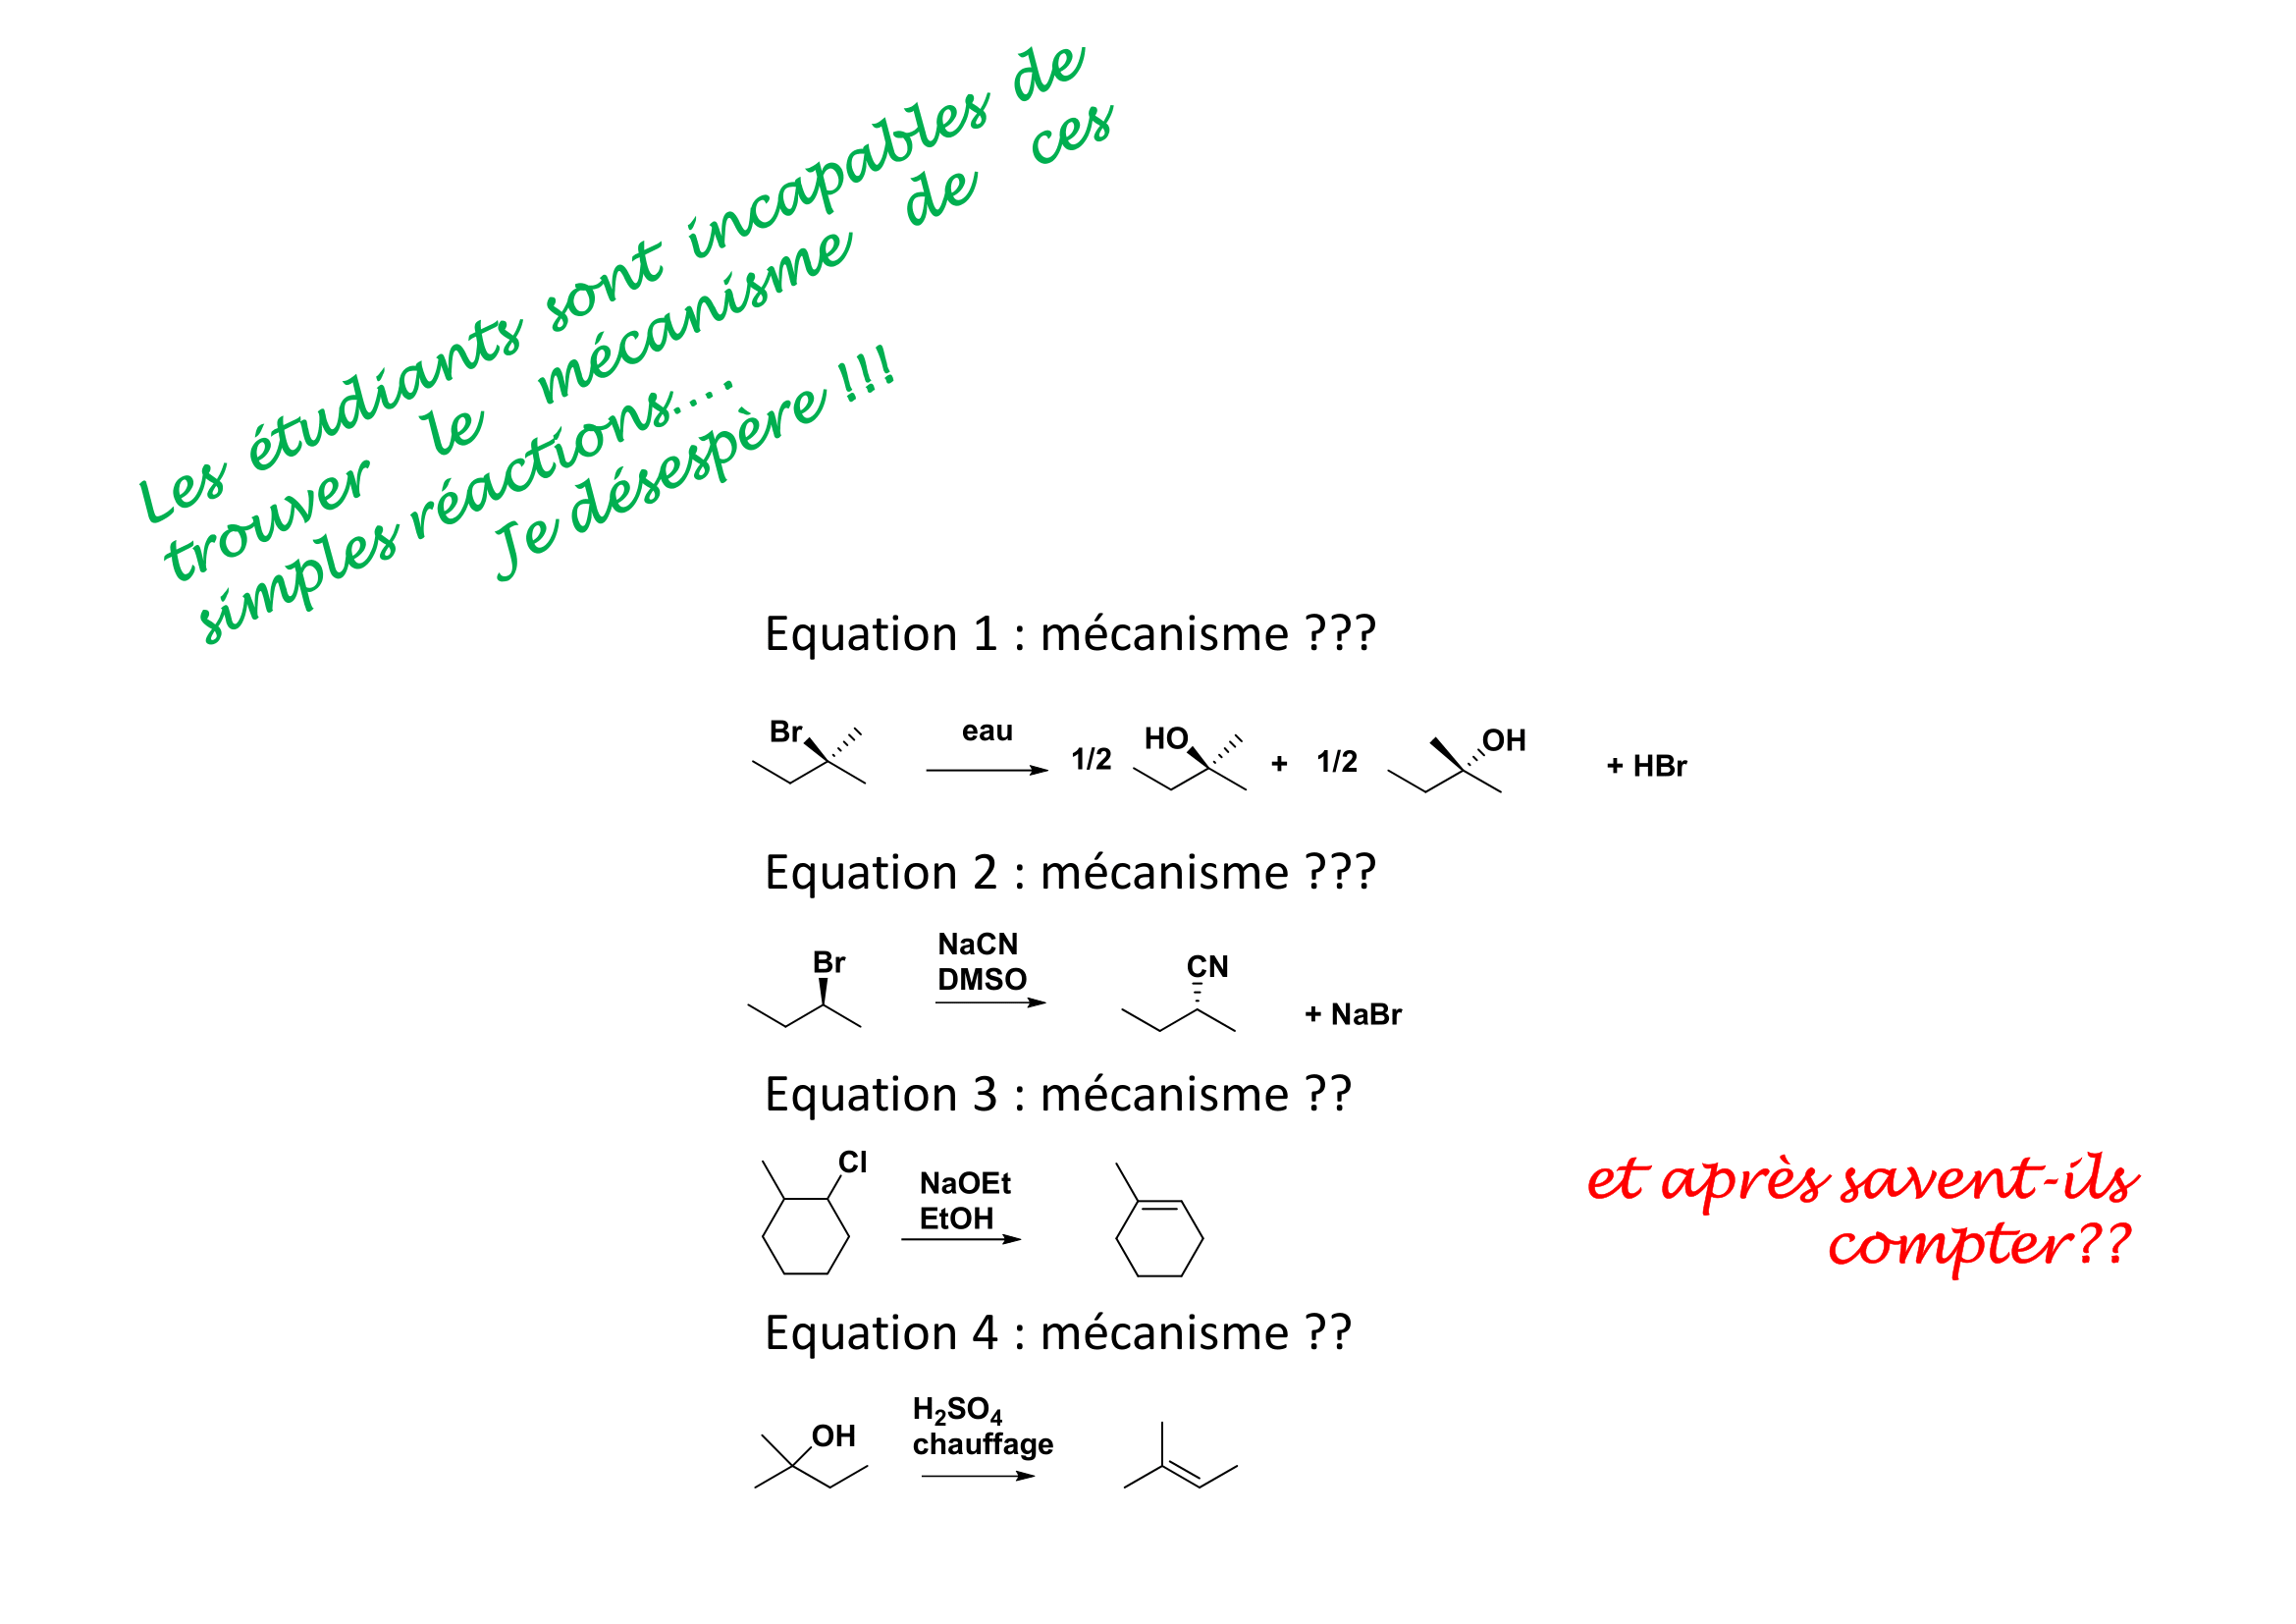 Les étudiants sont incapables de
trouver le mécanisme de ces
simples réactions....
Je désespère !!!
Equation 1 : mécanisme ???
Br
eau
1/2
HO
+ 1/2
OH
+ HBr
Equation 2 : mécanisme ???
Br
NaCN
DMSO
CN
+ NaBr
Equation 3 : mécanisme ??
Cl
NaOEt
EtOH
et après savent-ils
compter??
Equation 4 : mécanisme ??
OH
H2SO4
chauffage